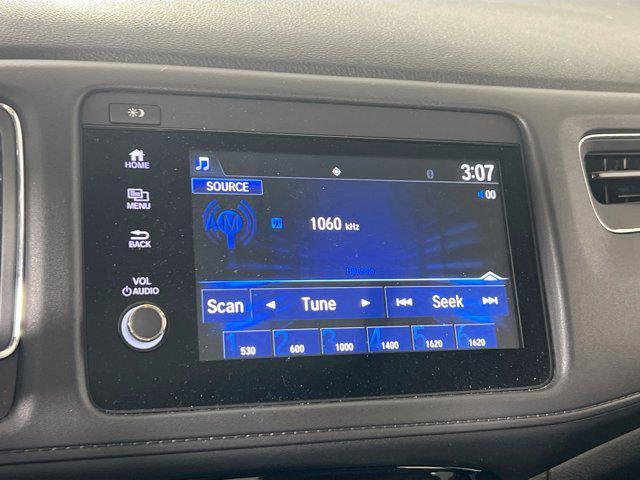 HOME
MENU
BACK
VOL
AUDIO
3:07
SOURCE
00
AM
1060 kHz
Scan
Tune
Seek
1 530
2 600
3 1000
4 1400
5 1620
6 1620